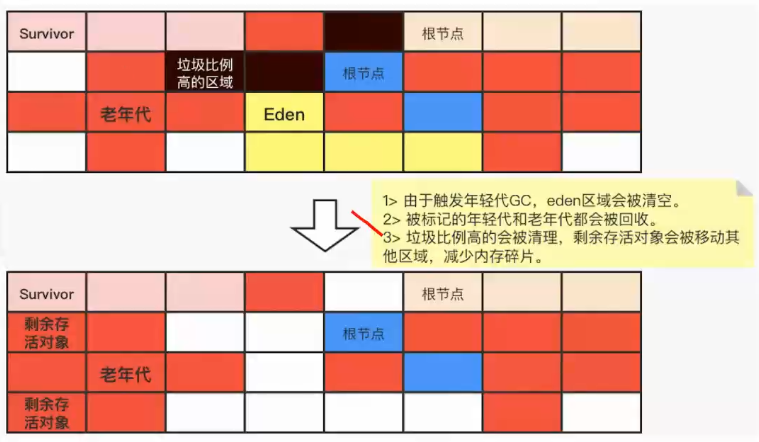 Survivor
根节点
垃圾比例
高的区域
根节点
老年代
Eden
1> 由于触发年轻代GC，eden区域会被清空。
2> 被标记的年轻代和老年代都会被回收。
3> 垃圾比例高的会被清理，剩余存活对象会被移动其
他区域，减少内存碎片。
Survivor
根节点
剩余存
活对象
根节点
老年代
剩余存
活对象